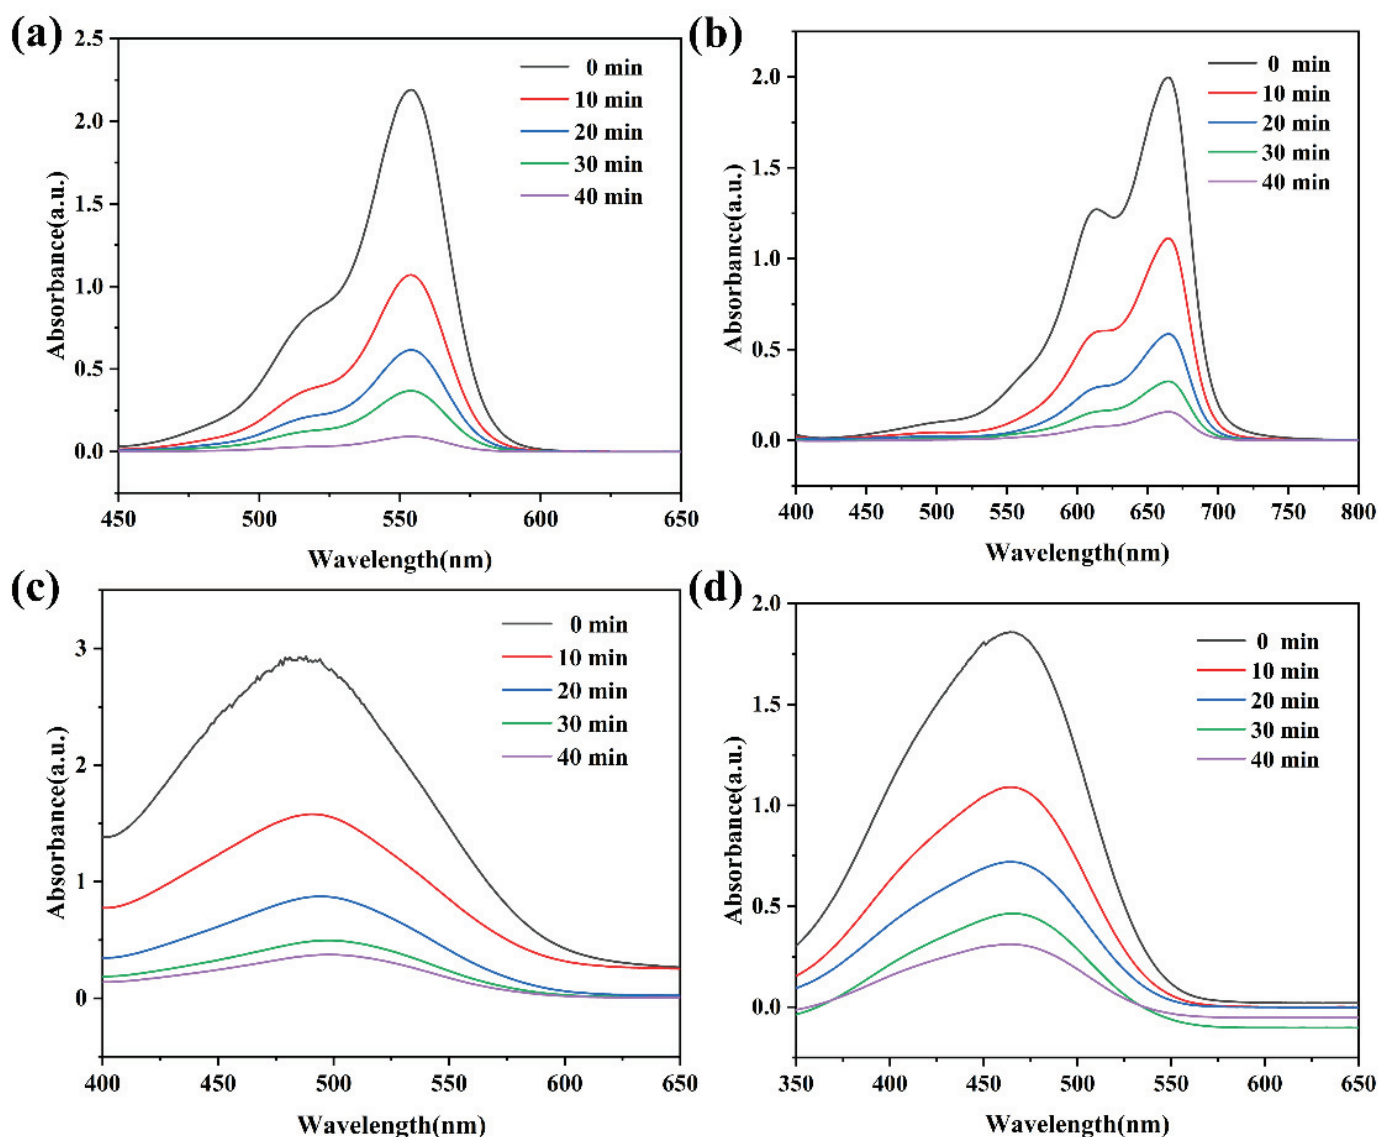 (a)
2.5
2.0
1.5
1.0
0.5
0.0
Absorbance(a.u.)
0 min
10 min
20 min
30 min
40 min
450 500 550 600 650
Wavelength(nm)
(b)
2.0
1.5
1.0
0.5
0.0
Absorbance(a.u.)
0 min
10 min
20 min
30 min
40 min
400 450 500 550 600 650 700 750 800
Wavelength(nm)
(c)
3
2
1
0
Absorbance(a.u.)
0 min
10 min
20 min
30 min
40 min
400 450 500 550 600 650
Wavelength(nm)
(d)
2.0
1.5
1.0
0.5
0.0
Absorbance(a.u.)
0 min
10 min
20 min
30 min
40 min
350 400 450 500 550 600 650
Wavelength(nm)